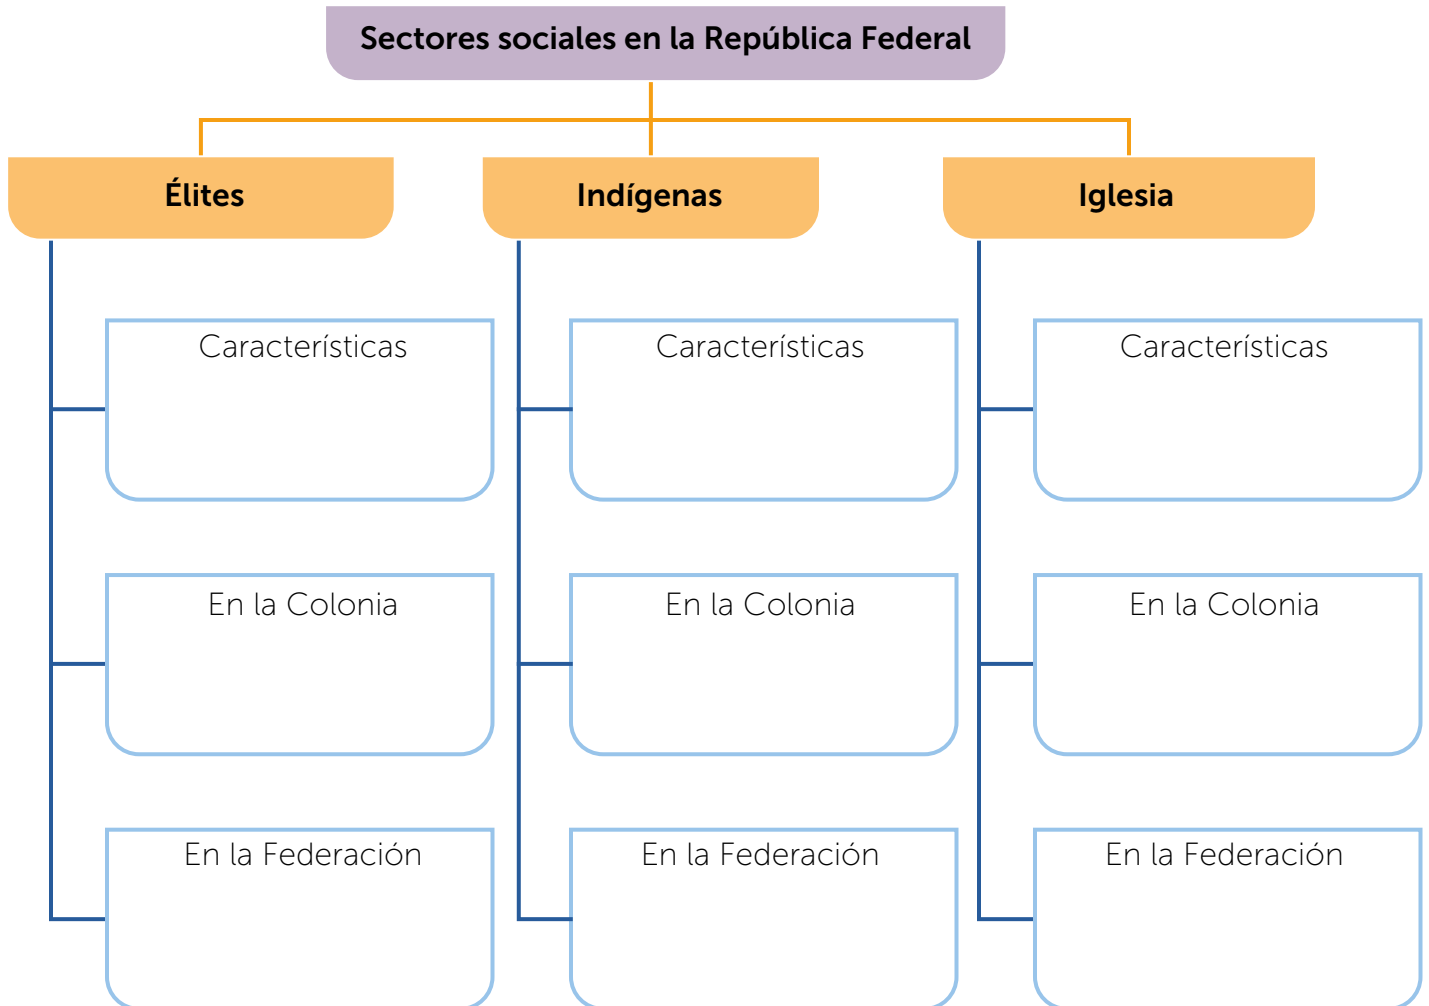 Sectores sociales en la República Federal
Élites
Indígenas
Iglesia
Características
Características
Características
En la Colonia
En la Colonia
En la Colonia
En la Federación
En la Federación
En la Federación